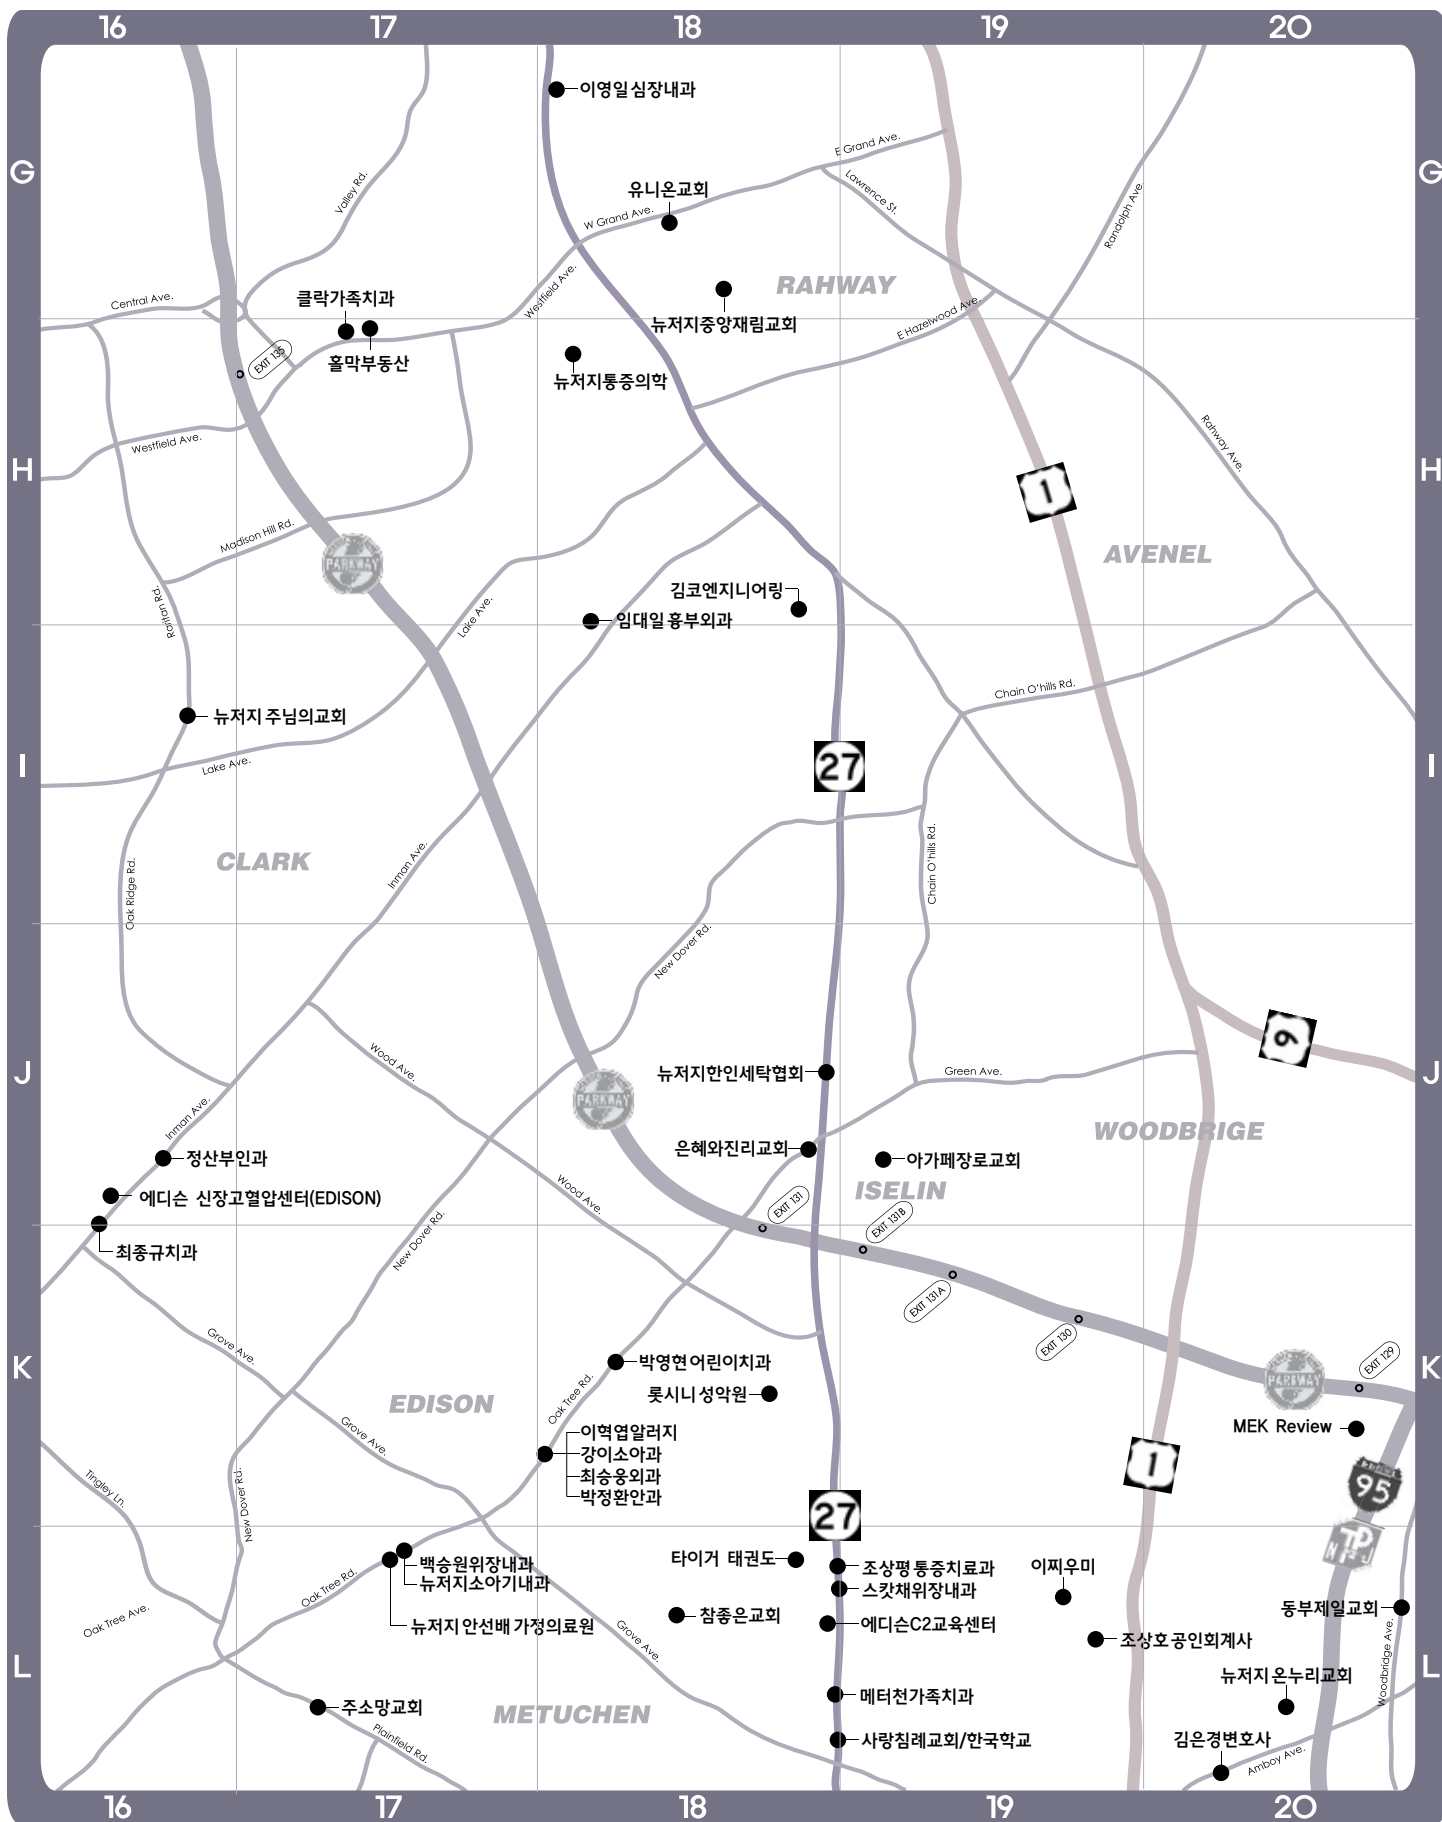 16 17 18 19 20
이영일심장내과
E Grand Ave.
G G
Valley Rd.
유니온교회
Lawrence St.
W Grand Ave.
Randolph Ave
Westfield Ave.
RAHWAY
Central Ave.
클락가족치과
뉴저지중앙재림교회
E Hazelwood Ave.
EXIT 135
홀막부동산
뉴저지통증의학
Westfield Ave.
Rahway Ave.
H H
1
Madison Hill Rd.
PARKWAY
AVENEL
김코엔지니어링
Raritan Rd.
Lake Ave.
임대일흉부외과
Chain O'hills Rd.
뉴저지 주님의교회
I I
Lake Ave.
27
CLARK
Inman Ave.
Oak Ridge Rd.
Chain O'hills Rd.
New Dover Rd.
9
Wood Ave.
뉴저지한인세탁협회
Green Ave.
J J
PARKWAY
Inman Ave.
WOODBRIGE
은혜와진리교회
정산부인과
아가페장로교회
에디슨 신장고혈압센터(EDISON)
Wood Ave.
ISELIN
EXIT 131
EXIT 131B
New Dover Rd.
최종규치과
EXIT 131A
EXIT 130
Grove Ave.
EXIT 129
박영현어린이치과
K K
PARKWAY
롯시니성악원
Oak Tree Rd.
EDISON
Grove Ave.
MEK Review
이혁엽알러지
강이소아과
최승웅외과
박정환안과
1
Tingley Ln.
New Dover Rd.
95
27
TP
NJ
백승원위장내과
타이거 태권도
조상평통증치료과
이찌우미
뉴저지소아기내과
스캇채위장내과
Oak Tree Rd.
동부제일교회
Oak Tree Ave.
뉴저지안선배가정의료원
참좋은교회
에디슨C2교육센터
Grove Ave.
조상호공인회계사
Woodbridge Ave.
L L
뉴저지온누리교회
주소망교회
메터천가족치과
METUCHEN
Plainfield Rd.
사랑침례교회/한국학교
김은경변호사
Amboy Ave.
16 17 18 19 20